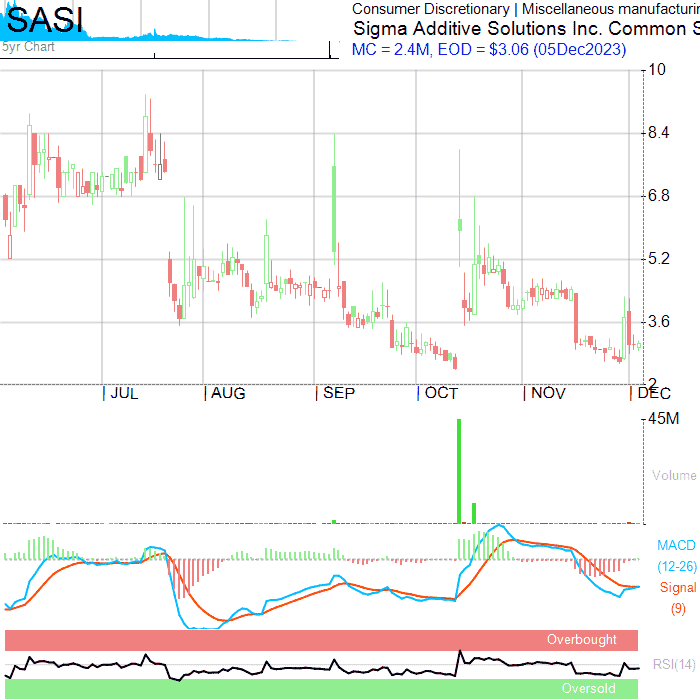 SASI
5yr Chart
Consumer Discretionary | Miscellaneous manufacturin
Sigma Additive Solutions Inc. Common S
MC = 2.4M, EOD = $3.06 (05Dec2023)
10
8.4
6.8
5.2
3.6
2
JUL AUG SEP OCT NOV DEC
45M
Volume
MACD
(12-26)
Signal
(9)
Overbought
RSI(14)
Oversold